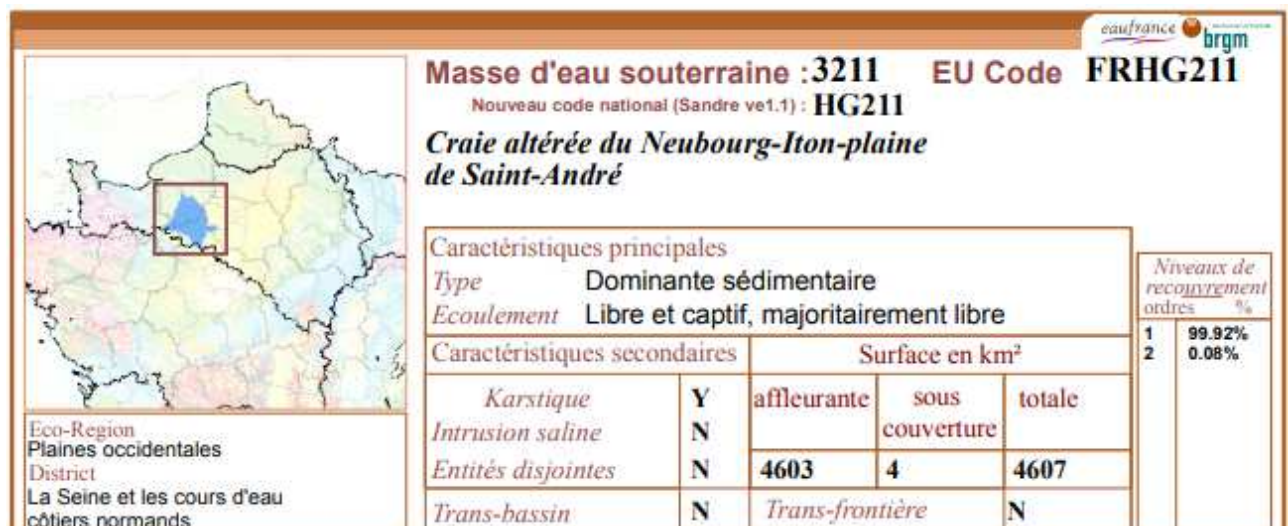 eaufrance brgm
Masse d'eau souterraine : 3211 EU Code FRHG211
Nouveau code national (Sandre ve1.1) : HG211
Craie altérée du Neubourg-Iton-plaine
de Saint-André
Caractéristiques principales
Type Dominante sédimentaire
Ecoulement Libre et captif, majoritairement libre
Niveaux de
recouvrement
ordres %
1 99.92%
2 0.08%
Caractéristiques secondaires Surface en km²
Karstique Y affleurante sous totale
Intrusion saline N couverture
Entités disjointes N 4603 4 4607
Trans-bassin N Trans-frontière N
Eco-Region
Plaines occidentales
District
La Seine et les cours d'eau
côtiers normands